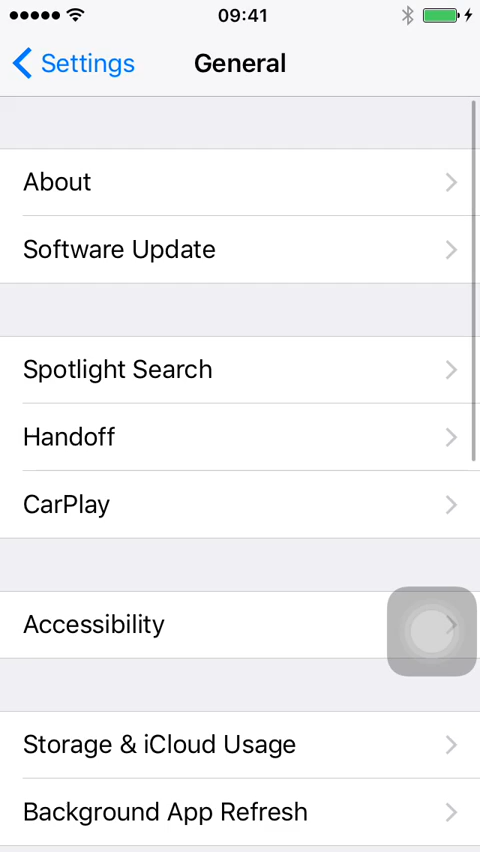 09:41
Settings General
About
Software Update
Spotlight Search
Handoff
CarPlay
Accessibility
Storage & iCloud Usage
Background App Refresh